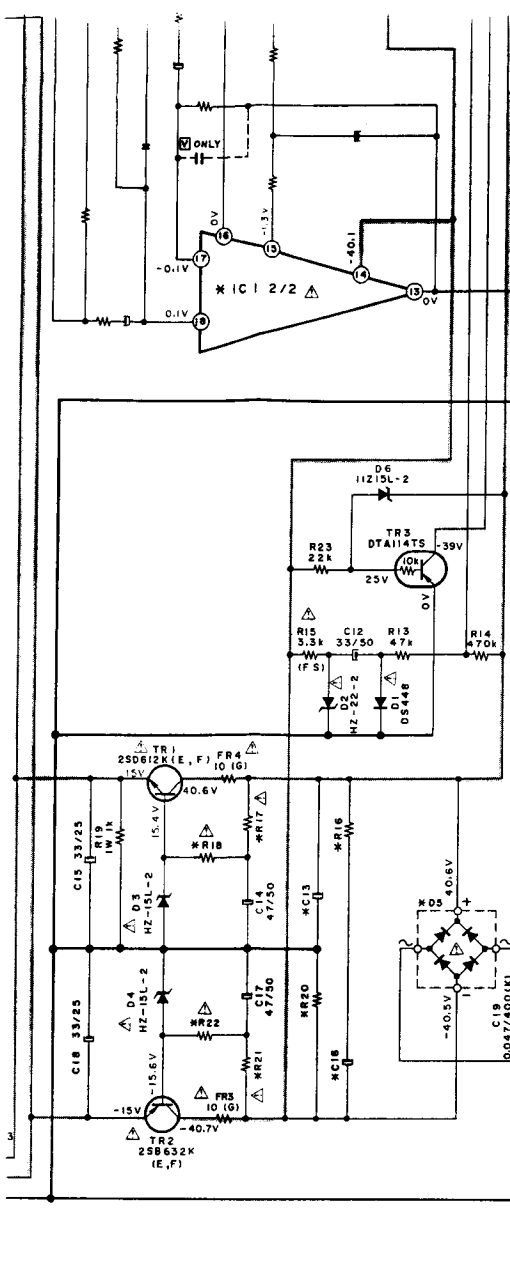 V ONLY
0V
-1.3V
-40.1
16
15
14
17
-0.1V
* IC1 2/2
13
0V
0.1V
18
D6
11Z15L-2
TR3
DTA114TS
-39V
R23
22k
10k
25V
0V
R15
3.3k
(FS)
C12
33/50
R13
47k
R14
470k
D2
HZ-22-2
D1
DS448
TR1
2SD612K(E,F)
FR4
10(G)
15V
40.6V
C15 33/25
R19
1W 1k
15.4V
*R18
*R17
*R16
D3
HZ-15L-2
C14
47/50
*C13
40.6V
*D5
+
-
D4
HZ-15L-2
C17
47/50
*R20
-40.5V
C19
0.047/400(K)
C18 33/25
*R22
*R21
*C16
-15.6V
FR3
10(G)
-15V
-40.7V
TR2
2SB632K
(E,F)
3